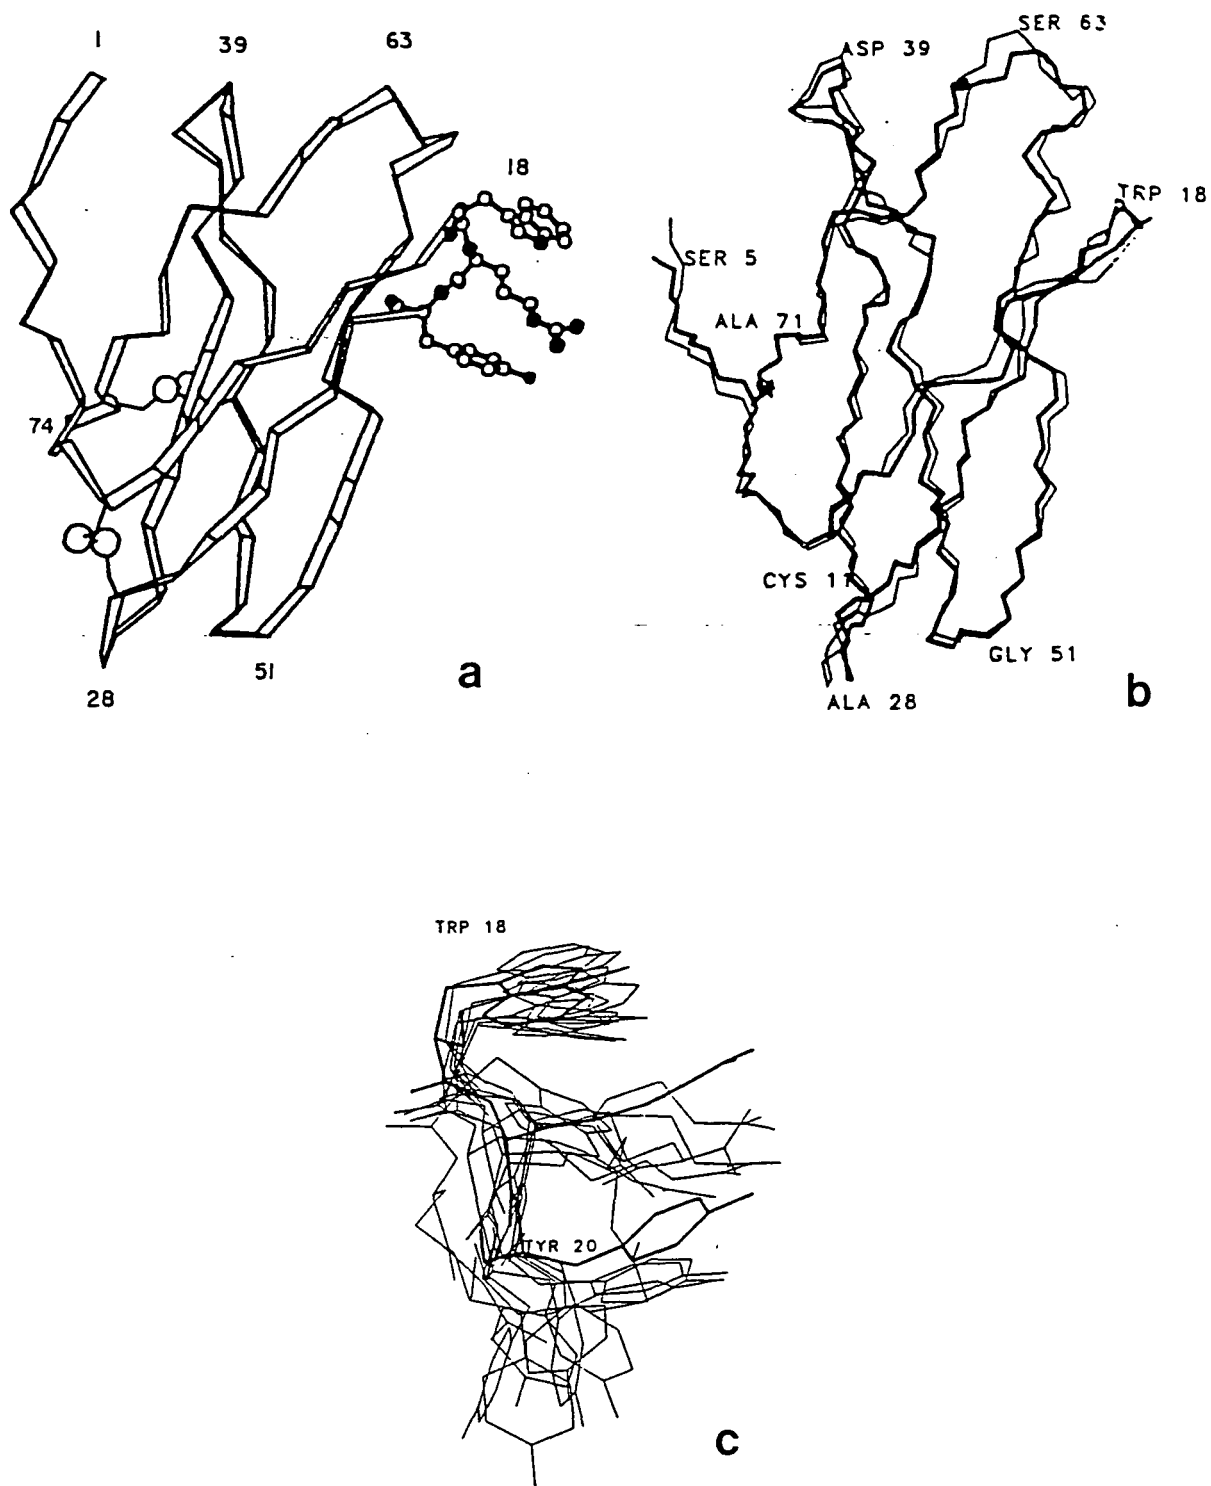 1
39
63
18
74
28
51
a
SER 63
ASP 39
TRP 18
SER 5
ALA 71
CYS 11
GLY 51
ALA 28
b
TRP 18
TYR 20
c